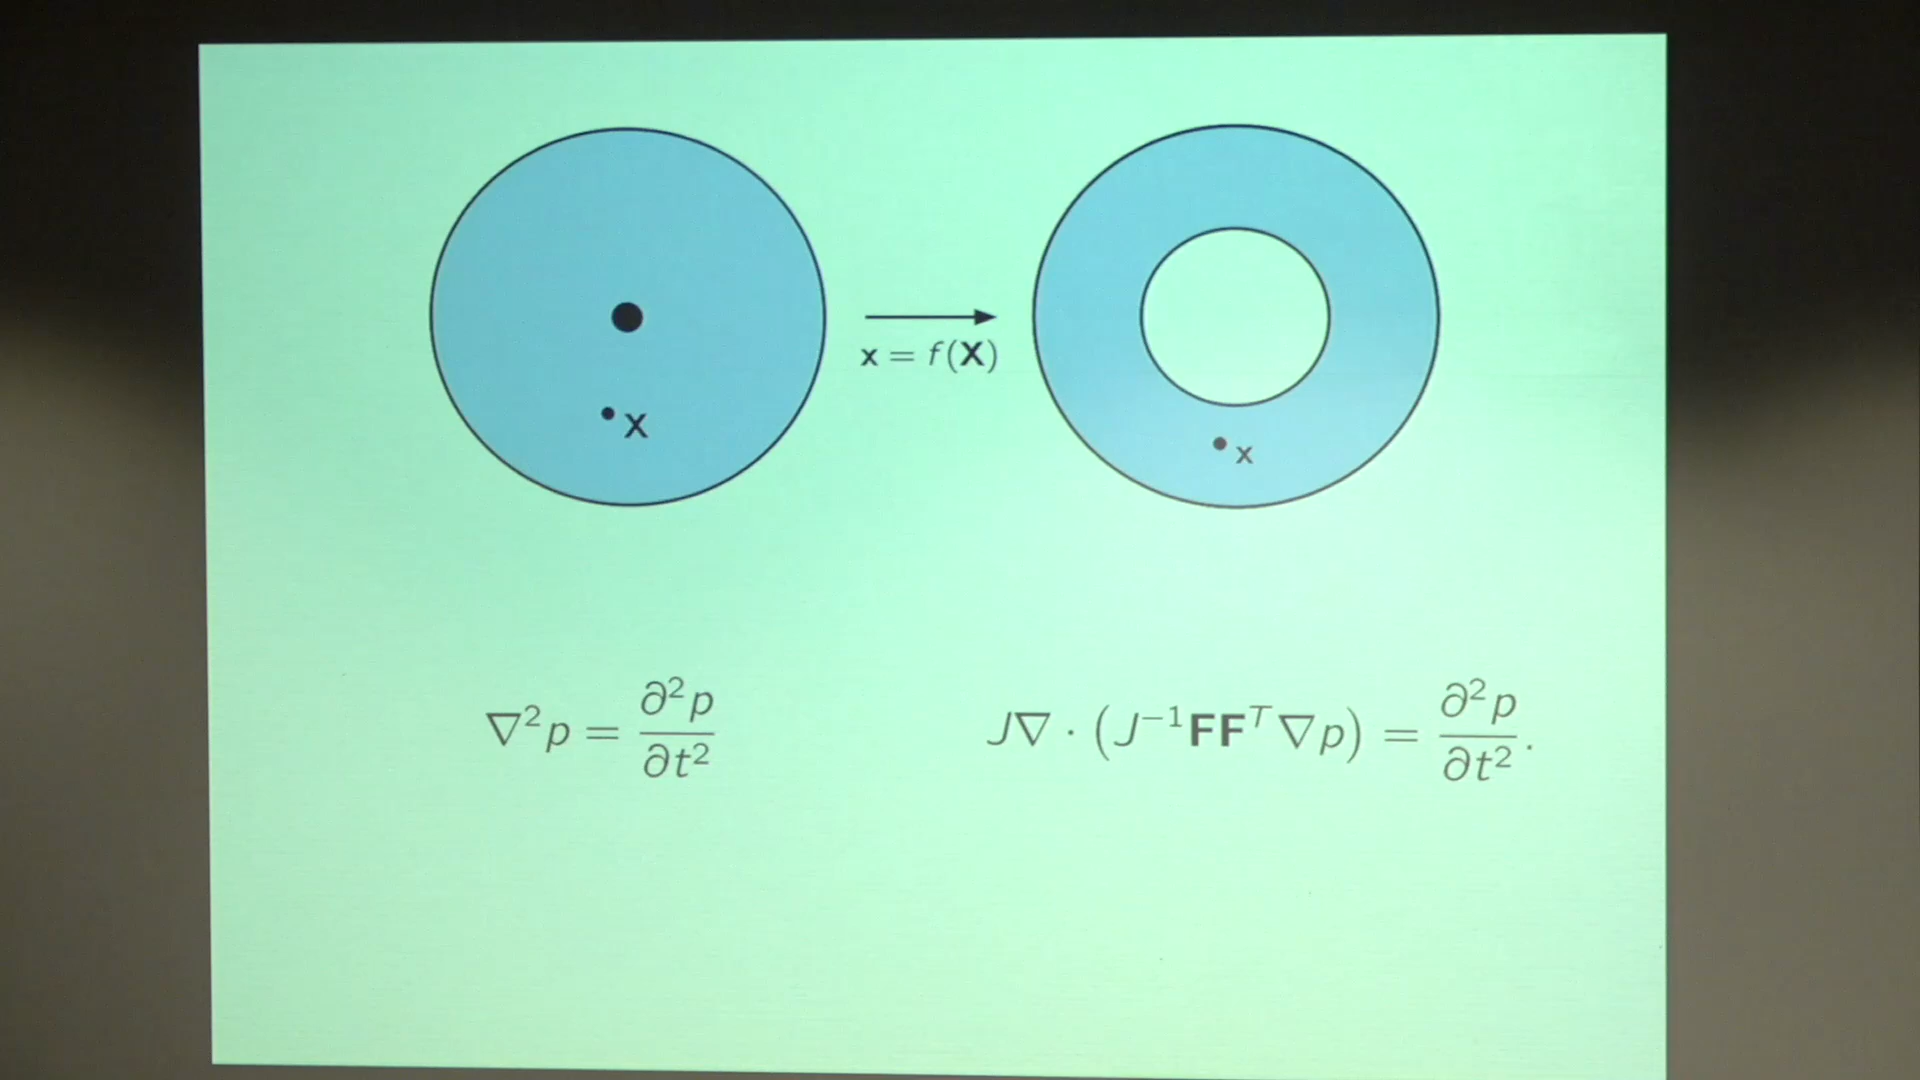 x = f(X)
X
x
∇²p = ∂²p/∂t²
J∇ · (J⁻¹FFᵀ∇p) = ∂²p/∂t².